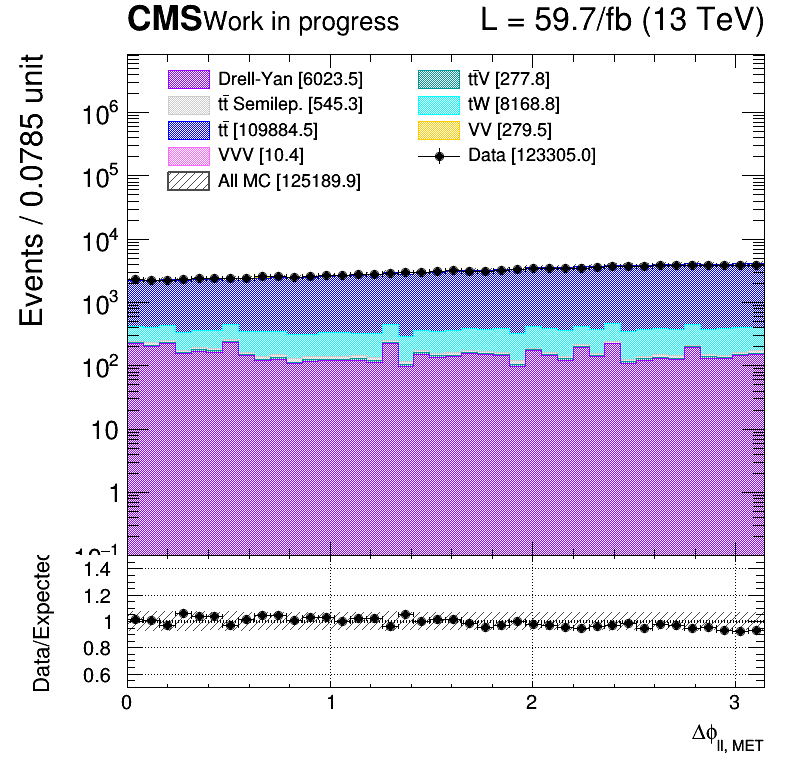 CMS Work in progress L = 59.7/fb (13 TeV)
Events / 0.0785 unit
Drell-Yan [6023.5]
tt̄ Semilep. [545.3]
tt̄ [109884.5]
VVV [10.4]
All MC [125189.9]
tt̄V [277.8]
tW [8168.8]
VV [279.5]
Data [123305.0]
10⁶
10⁵
10⁴
10³
10²
10
1
10⁻¹
Data/Expected
1.4
1.2
1
0.8
0.6
0 1 2 3
Δϕ_ll, MET